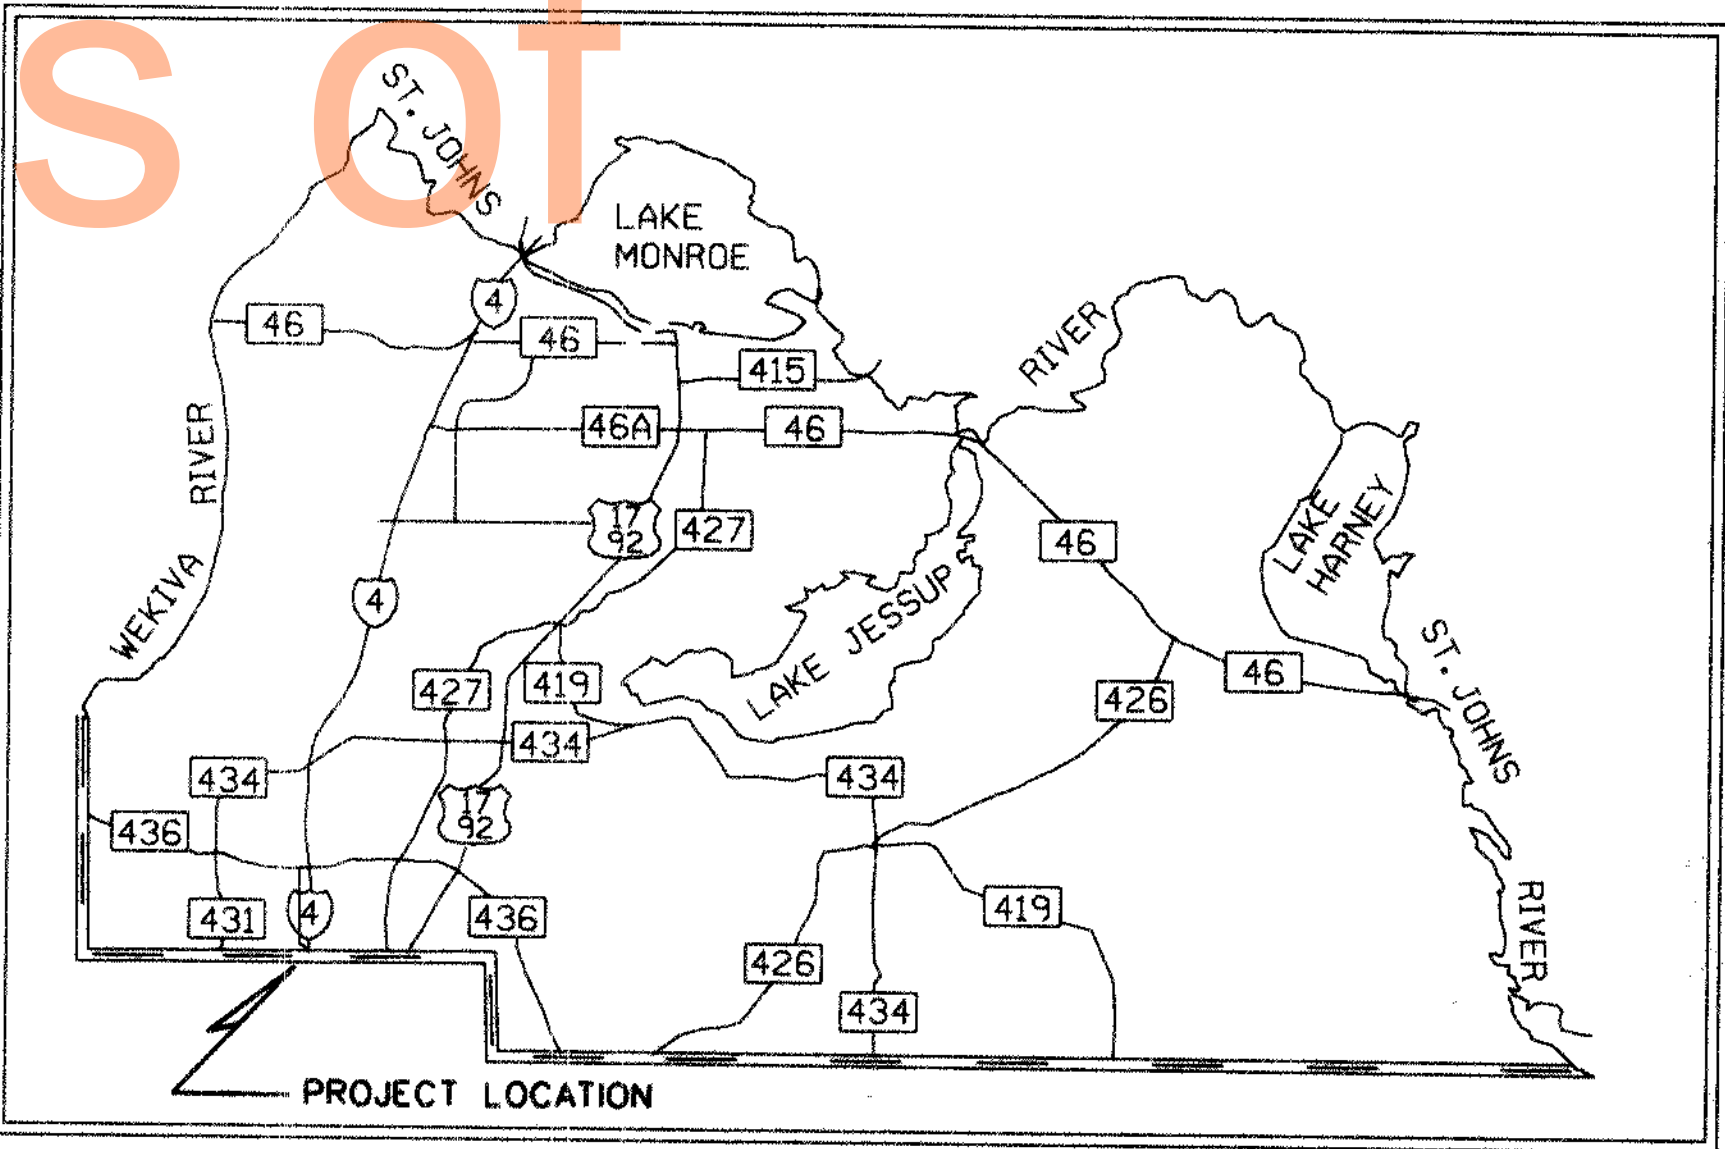 s of
ST. JOHNS
LAKE
MONROE
4
46
46
RIVER
415
46A
46
RIVER
17
92
427
46
LAKE
HARNEY
WEKIVA
4
LAKE JESSUP
ST. JOHNS
427
419
46
426
434
434
434
17
92
436
431
4
436
419
RIVER
426
434
PROJECT LOCATION